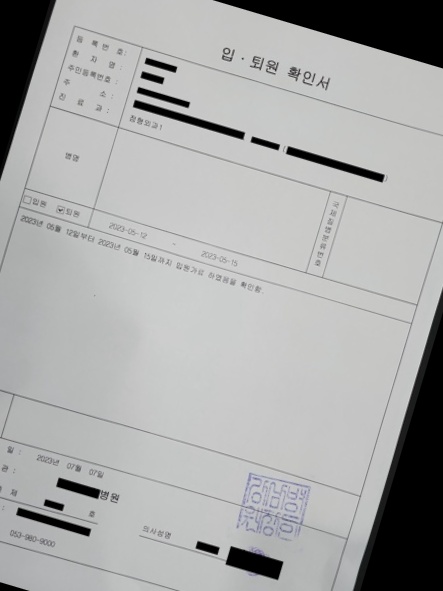 입 · 퇴원 확인서
등 록 번 호:
환 자 명 :
주민등록번호 :
주 소 :
진 료 과 : 정형외과1
병명
입원 퇴원 2023-05-12 - 2023-05-15
2023년 05월 12일부터 2023년 05월 15일까지 입원가료 하였음을 확인함.
일 : 2023년 07월 07일
관 : 병원
제 호
의사성명
053-980-9000